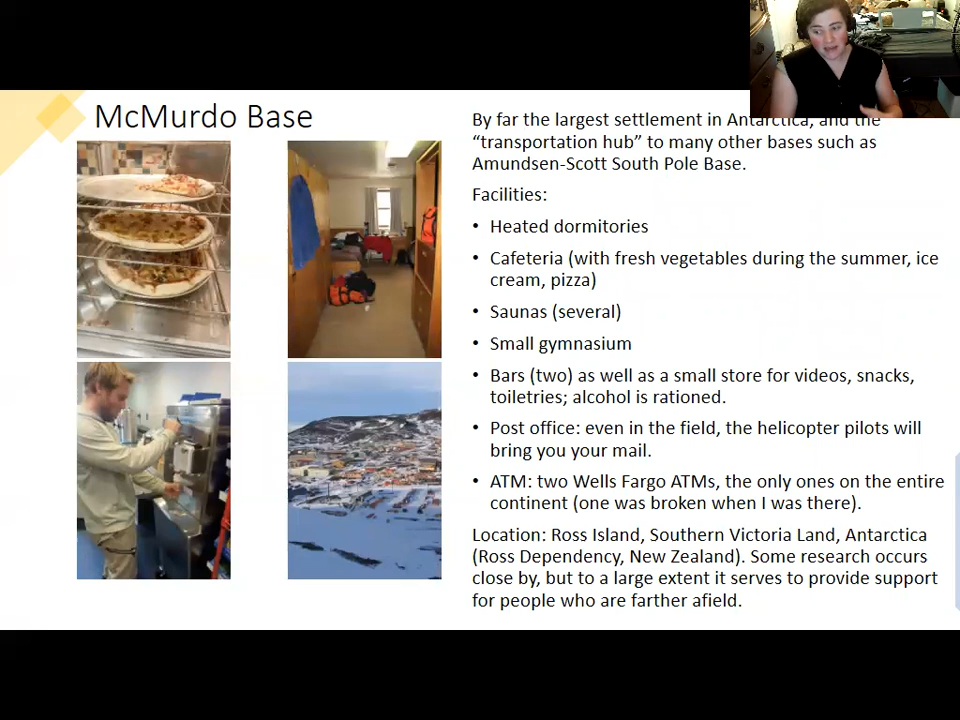 McMurdo Base
By far the largest settlement in Antarctica, and the
“transportation hub” to many other bases such as
Amundsen-Scott South Pole Base.
Facilities:
• Heated dormitories
• Cafeteria (with fresh vegetables during the summer, ice
cream, pizza)
• Saunas (several)
• Small gymnasium
• Bars (two) as well as a small store for videos, snacks,
toiletries; alcohol is rationed.
• Post office: even in the field, the helicopter pilots will
bring you your mail.
• ATM: two Wells Fargo ATMs, the only ones on the entire
continent (one was broken when I was there).
Location: Ross Island, Southern Victoria Land, Antarctica
(Ross Dependency, New Zealand). Some research occurs
close by, but to a large extent it serves to provide support
for people who are farther afield.